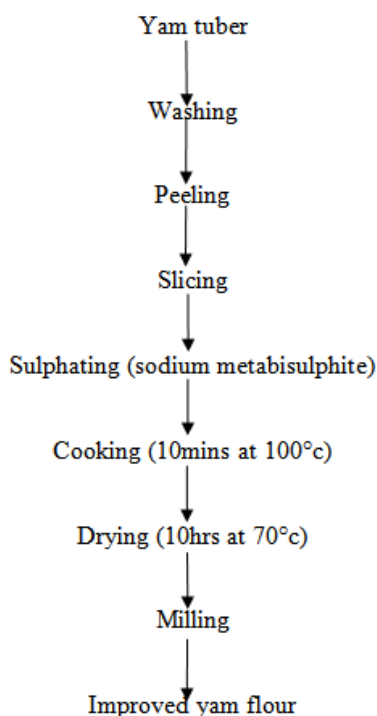 Yam tuber
Washing
Peeling
Slicing
Sulphating (sodium metabisulphite)
Cooking (10mins at 100°c)
Drying (10hrs at 70°c)
Milling
Improved yam flour